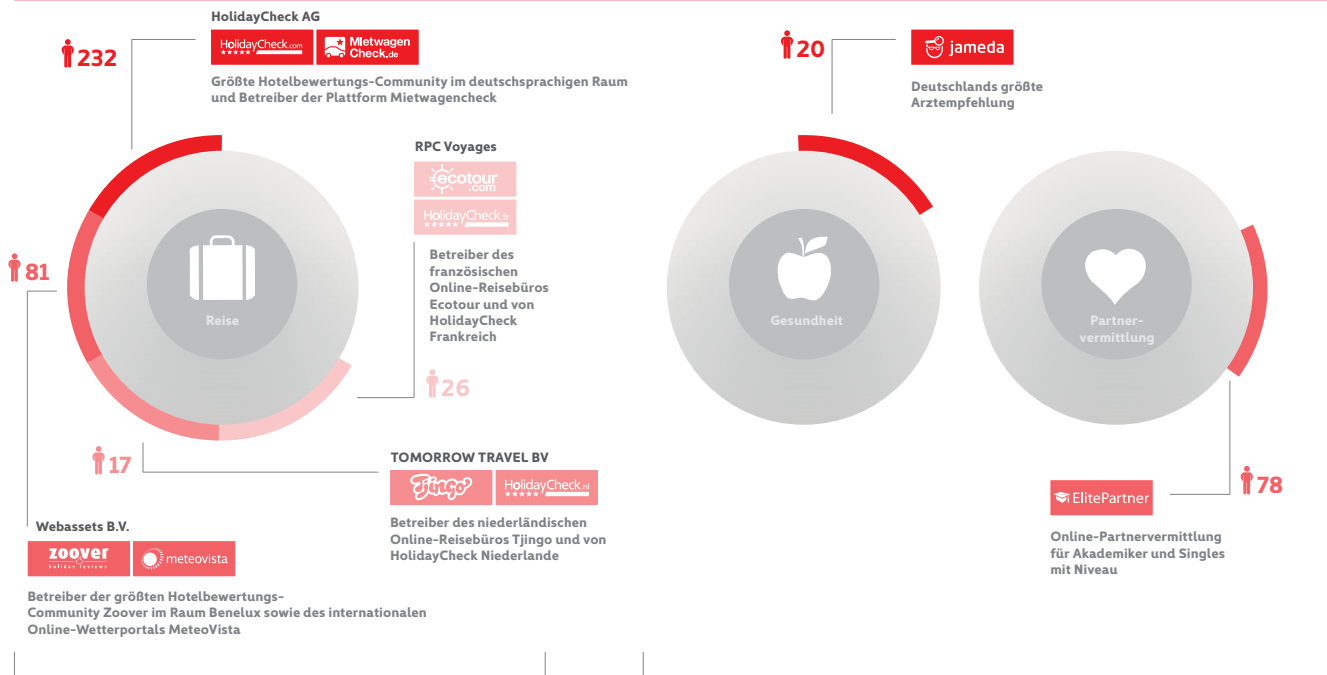 HolidayCheck AG
232
HolidayCheck.com
Mietwagen
Check.de
Größte Hotelbewertungs-Community im deutschsprachigen Raum
und Betreiber der Plattform Mietwagencheck
RPC Voyages
ecotour
.com
HolidayCheck.fr
Betreiber des
französischen
Online-Reisebüros
Ecotour und von
HolidayCheck
Frankreich
26
81
Reise
17
TOMORROW TRAVEL BV
Tjingo
HolidayCheck.nl
Betreiber des niederländischen
Online-Reisebüros Tjingo und von
HolidayCheck Niederlande
Webassets B.V.
zoover
holiday reviews
meteovista
Betreiber der größten Hotelbewertungs-
Community Zoover im Raum Benelux sowie des internationalen
Online-Wetterportals MeteoVista
20
jameda
Deutschlands größte
Arztempfehlung
Gesundheit
Partner-
vermittlung
78
ElitePartner
Online-Partnervermittlung
für Akademiker und Singles
mit Niveau